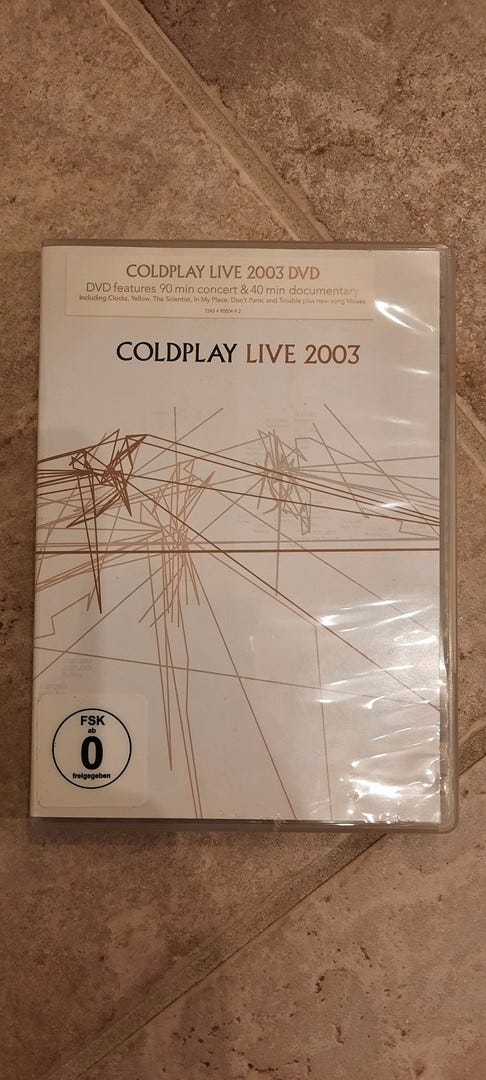 COLDPLAY LIVE 2003 DVD
DVD features 90 min concert & 40 min documentary
Including Clocks, Yellow, The Scientist, In My Place, Don't Panic and Trouble plus new song Moses
COLDPLAY LIVE 2003
FSK
ab
0
freigegeben